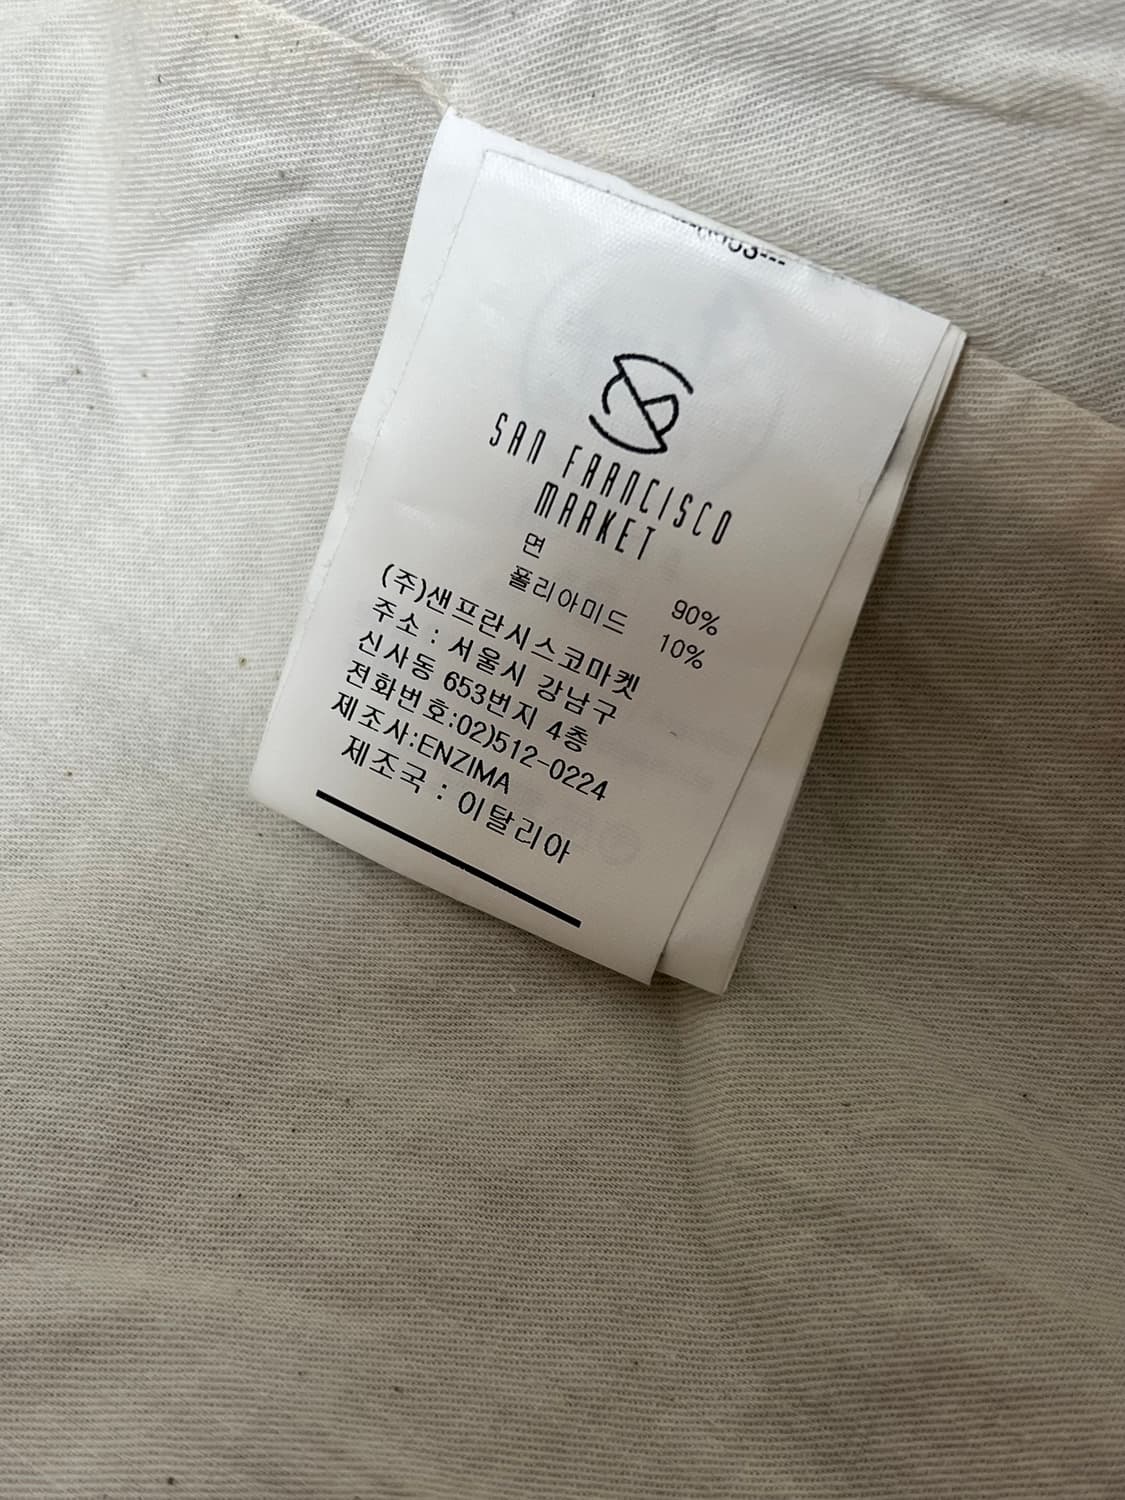 SAN FRANCISCO
MARKET
면 90%
폴리아미드 10%
(주)샌프란시스코마켓
주소 : 서울시 강남구
신사동 653번지 4층
전화번호:02)512-0224
제조사:ENZIMA
제조국 : 이탈리아